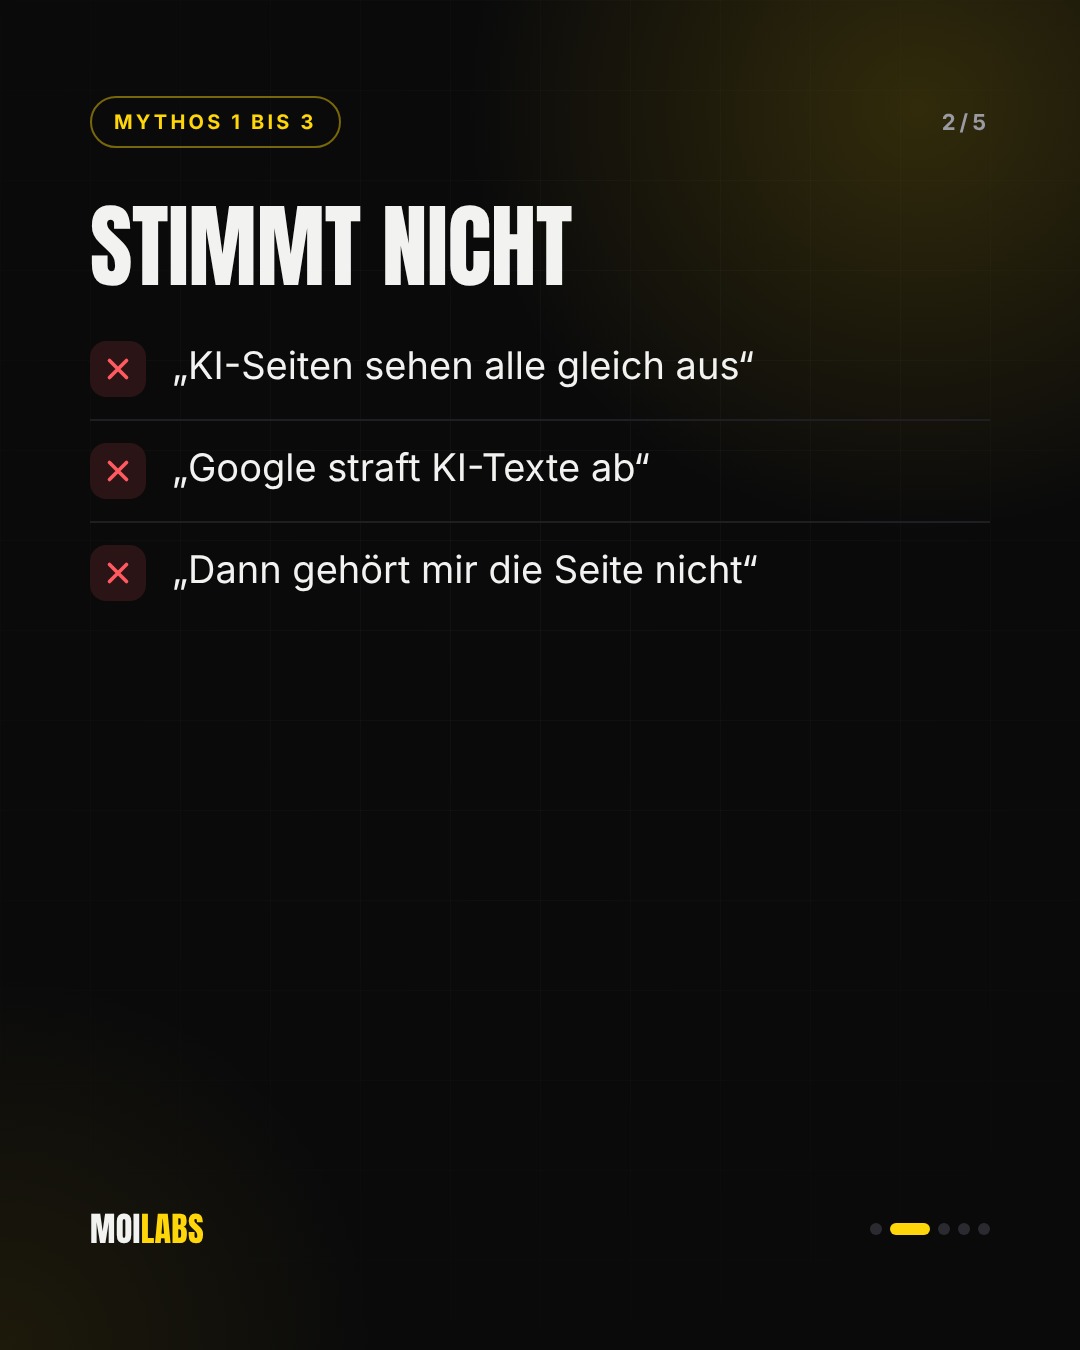 MYTHOS 1 BIS 3
2/5
STIMMT NICHT
„KI-Seiten sehen alle gleich aus“
„Google straft KI-Texte ab“
„Dann gehört mir die Seite nicht“
MOILABS